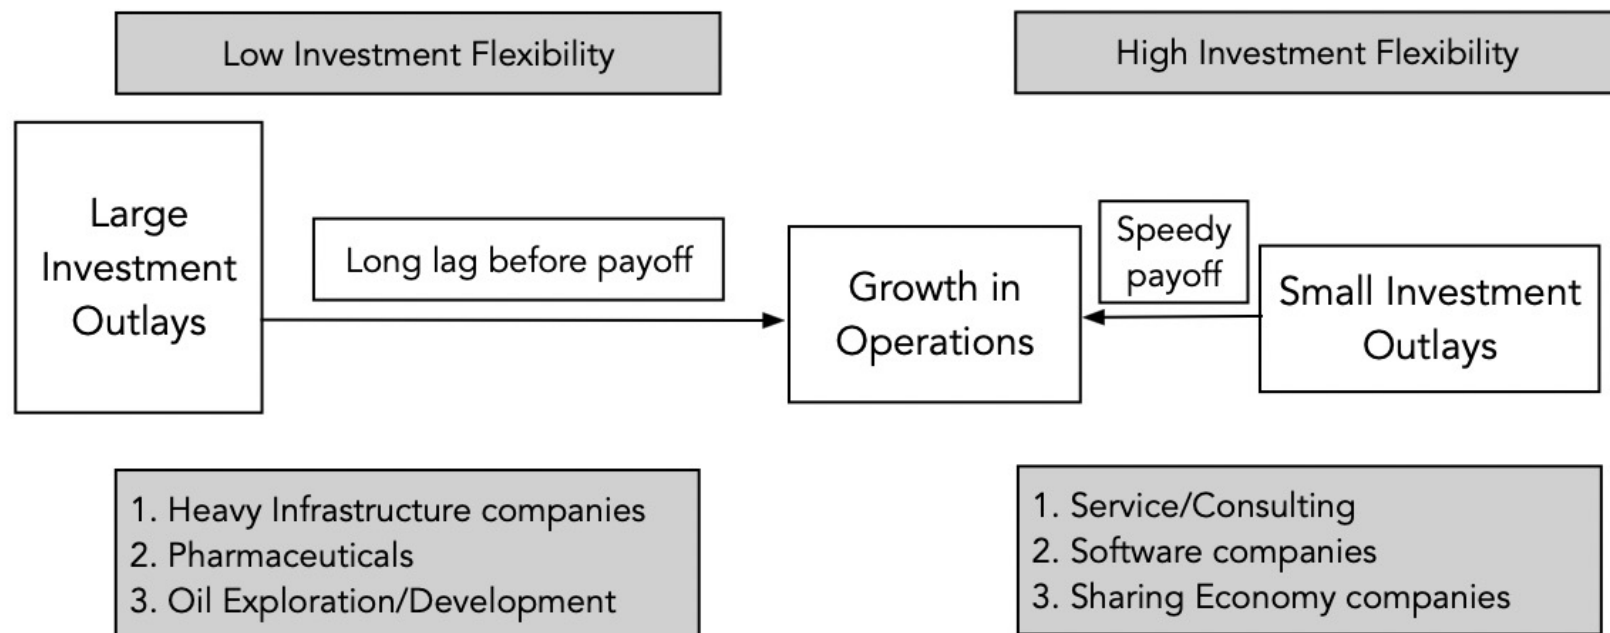 Low Investment Flexibility
High Investment Flexibility
Large
Investment
Outlays
Long lag before payoff
Growth in
Operations
Speedy
payoff
Small Investment
Outlays
1. Heavy Infrastructure companies
2. Pharmaceuticals
3. Oil Exploration/Development
1. Service/Consulting
2. Software companies
3. Sharing Economy companies